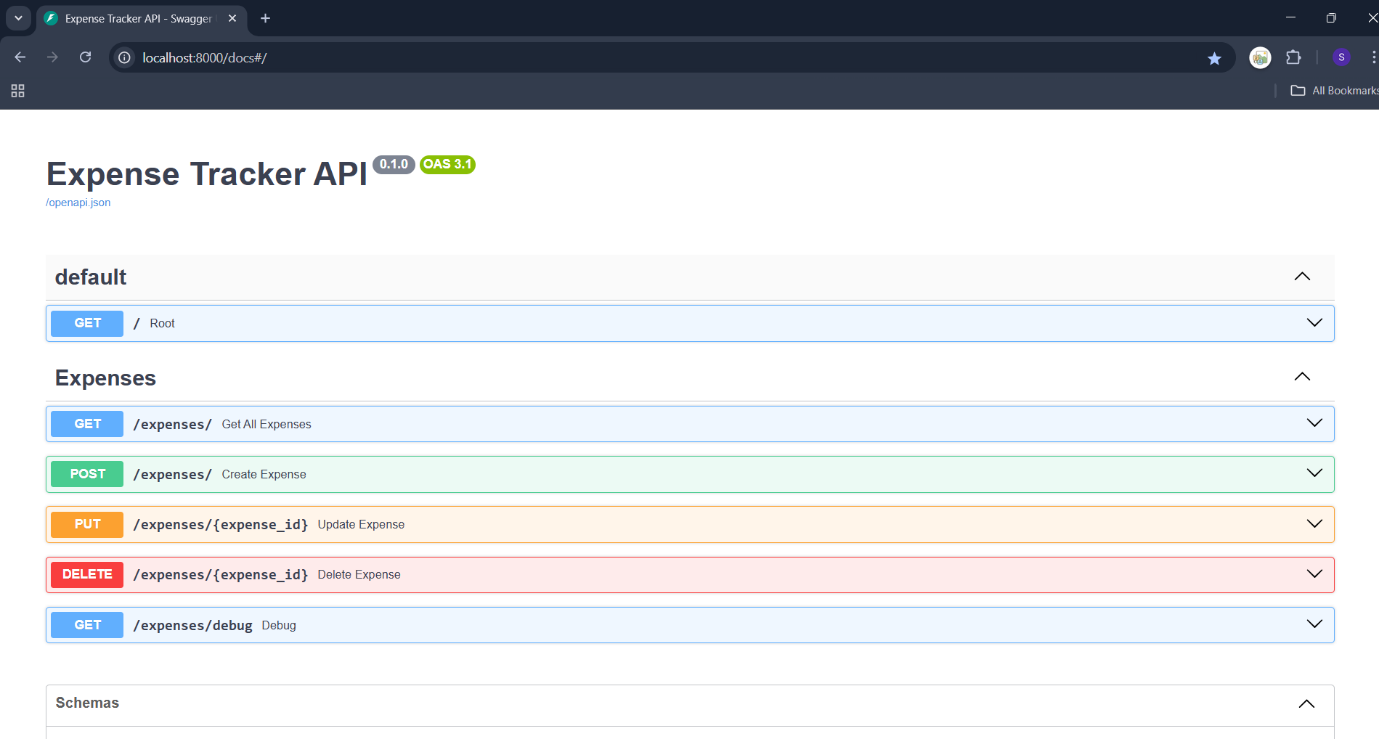 Expense Tracker API - Swagger
localhost:8000/docs#/
S
All Bookmarks
Expense Tracker API 0.1.0 OAS 3.1
/openapi.json
default
GET / Root
Expenses
GET /expenses/ Get All Expenses
POST /expenses/ Create Expense
PUT /expenses/{expense_id} Update Expense
DELETE /expenses/{expense_id} Delete Expense
GET /expenses/debug Debug
Schemas